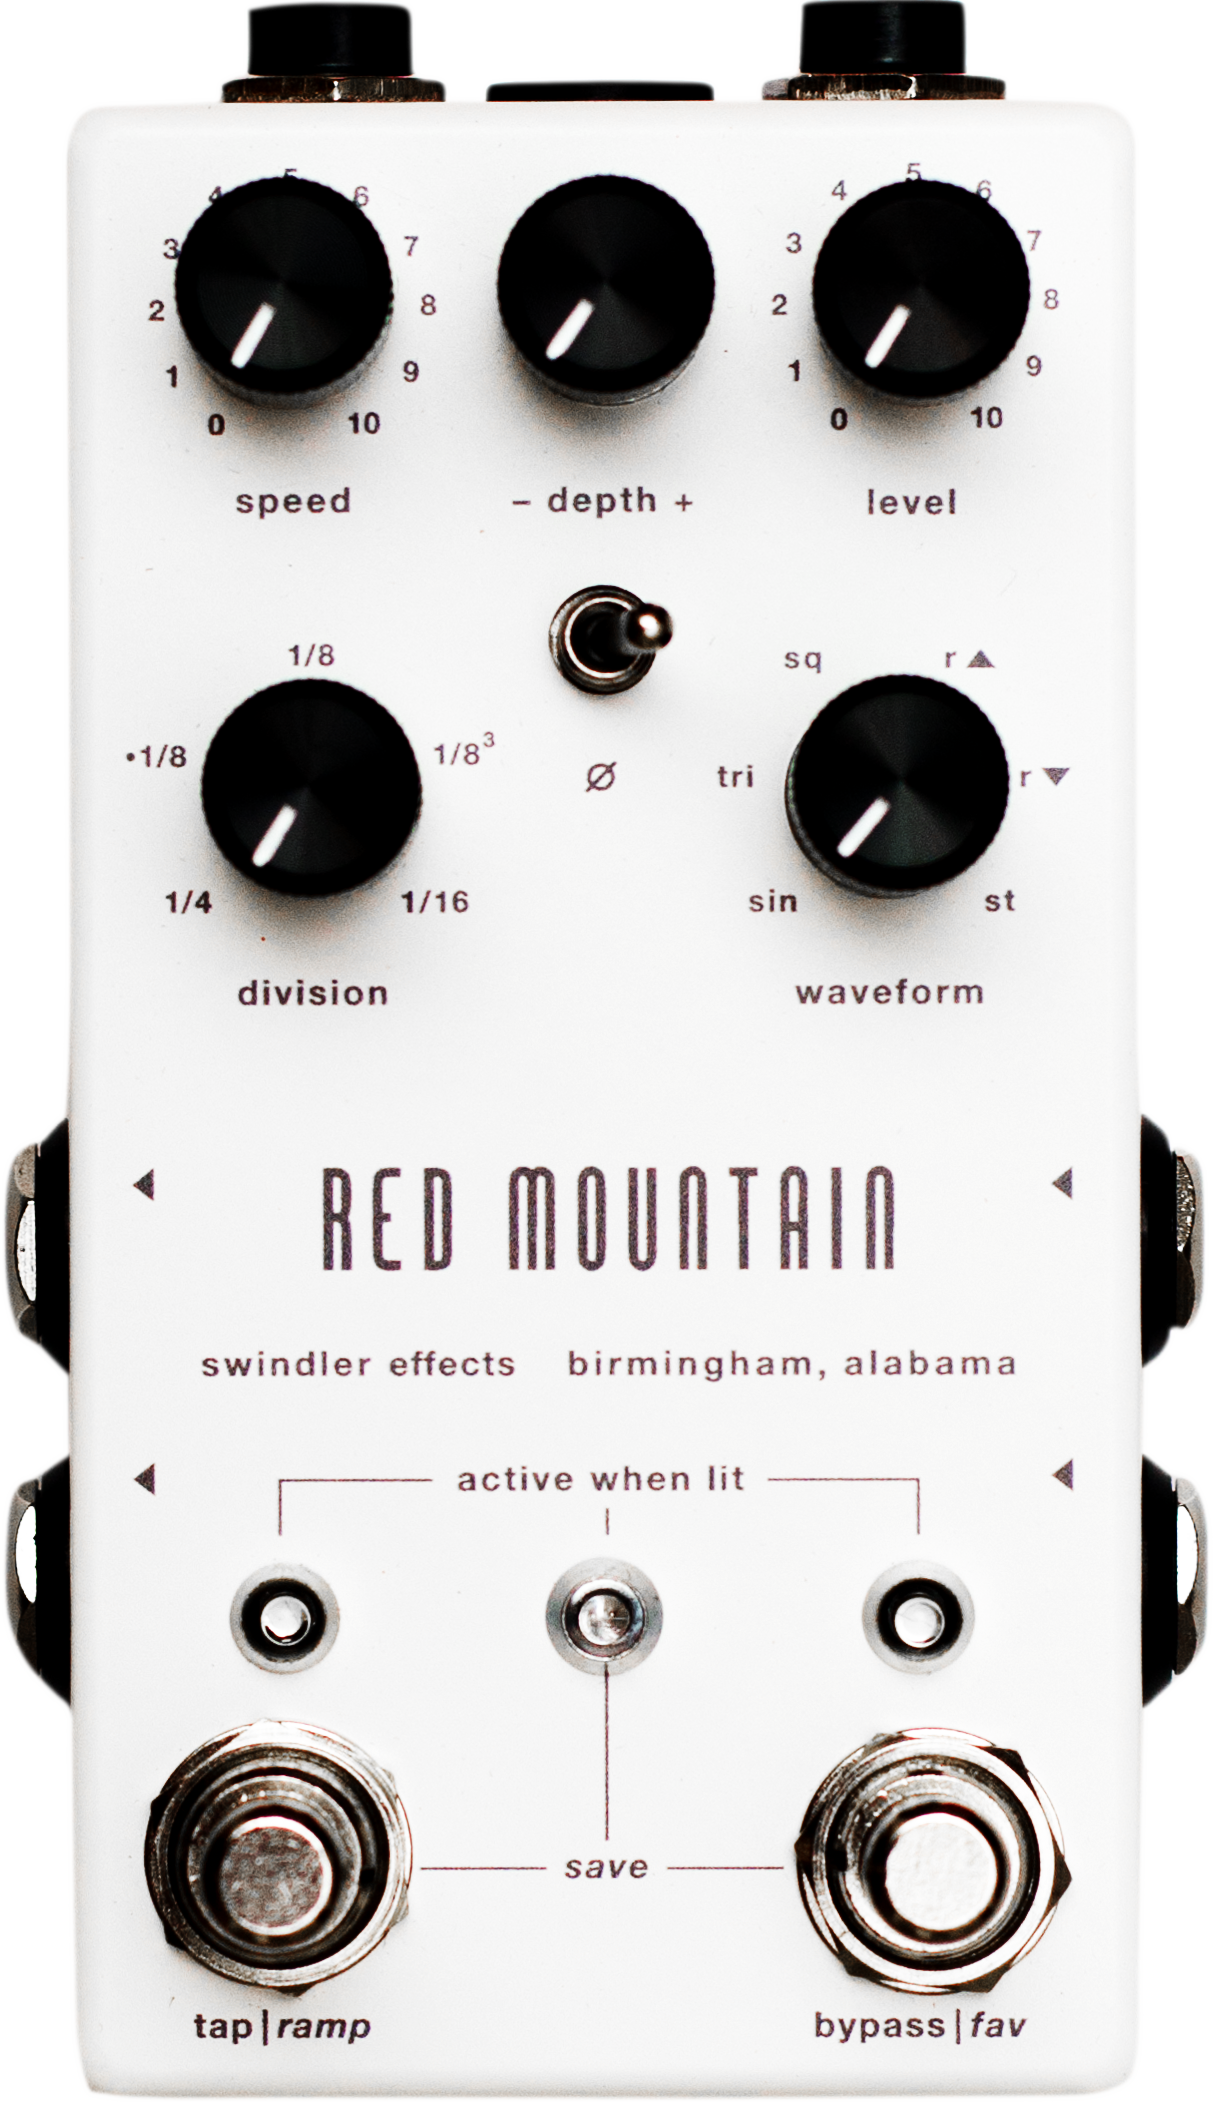 4 5 6 4 5 6
3 7 3 7
2 8 2 8
1 9 1 9
0 10 0 10
speed – depth + level
1/8 sq r ▲
•1/8 1/8³ Ø tri r ▼
1/4 1/16 sin st
division waveform
◀ RED MOUNTAIN ◀
swindler effects birmingham, alabama
◀ active when lit ◀
save
tap|ramp bypass|fav